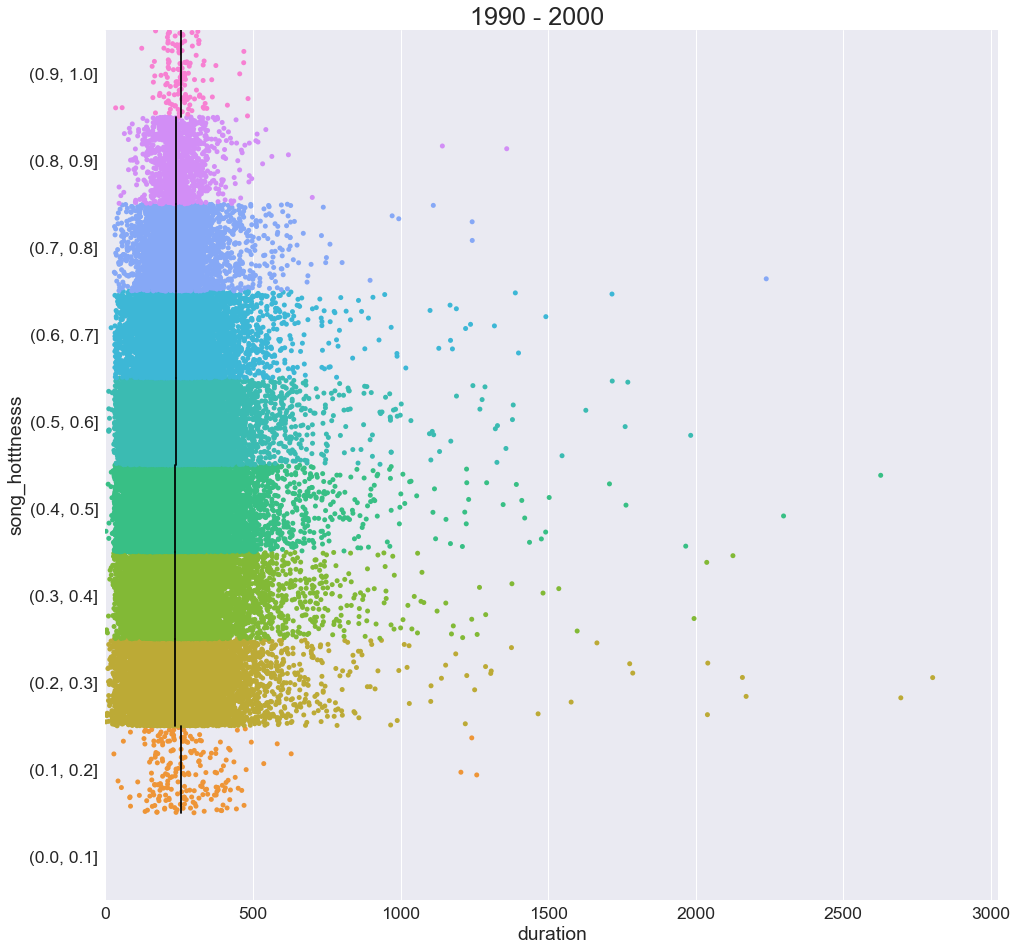 1990 - 2000
(0.9, 1.0]
(0.8, 0.9]
(0.7, 0.8]
(0.6, 0.7]
(0.5, 0.6]
(0.4, 0.5]
(0.3, 0.4]
(0.2, 0.3]
(0.1, 0.2]
(0.0, 0.1]
song_hotttnesss
0 500 1000 1500 2000 2500 3000
duration